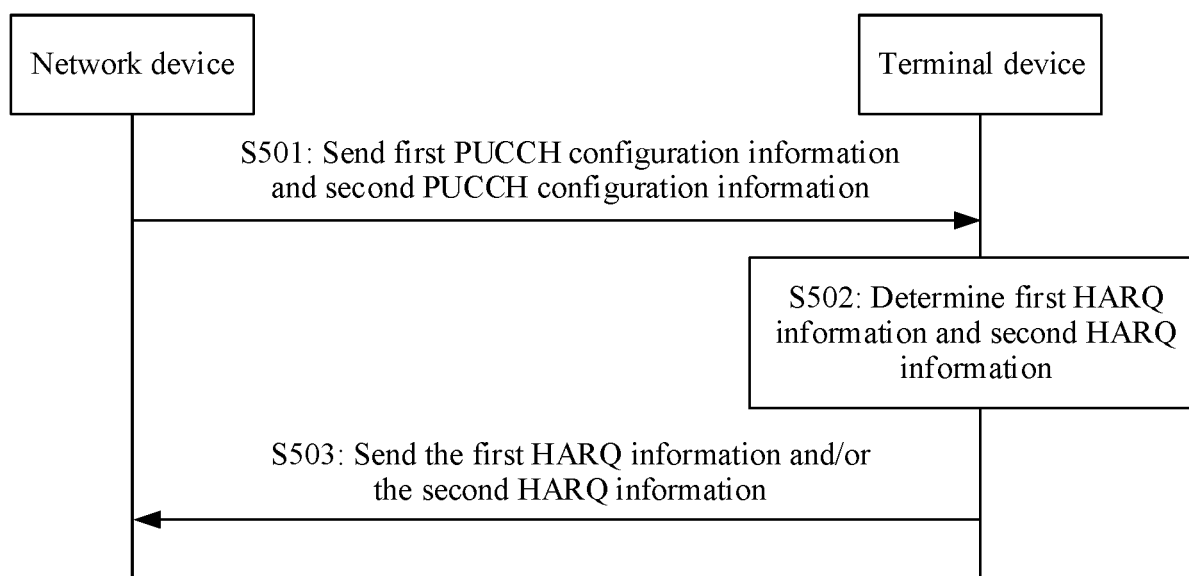 Network device
Terminal device
S501: Send first PUCCH configuration information
and second PUCCH configuration information
S502: Determine first HARQ
information and second HARQ
information
S503: Send the first HARQ information and/or
the second HARQ information